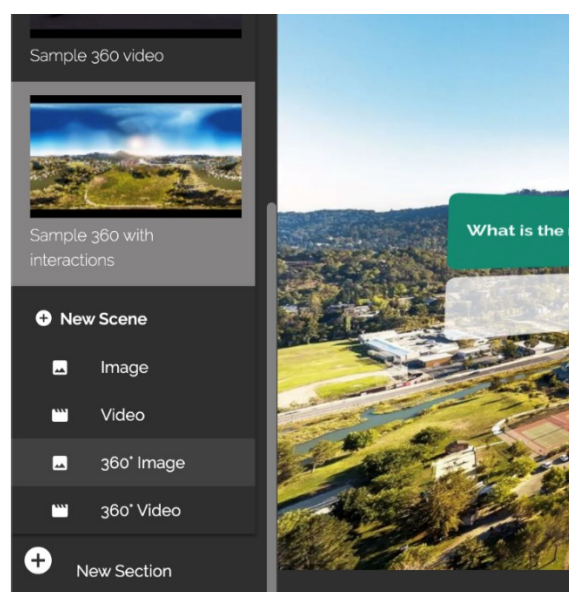 Sample 360 video
Sample 360 with
interactions
New Scene
Image
Video
360° Image
360° Video
New Section
What is the